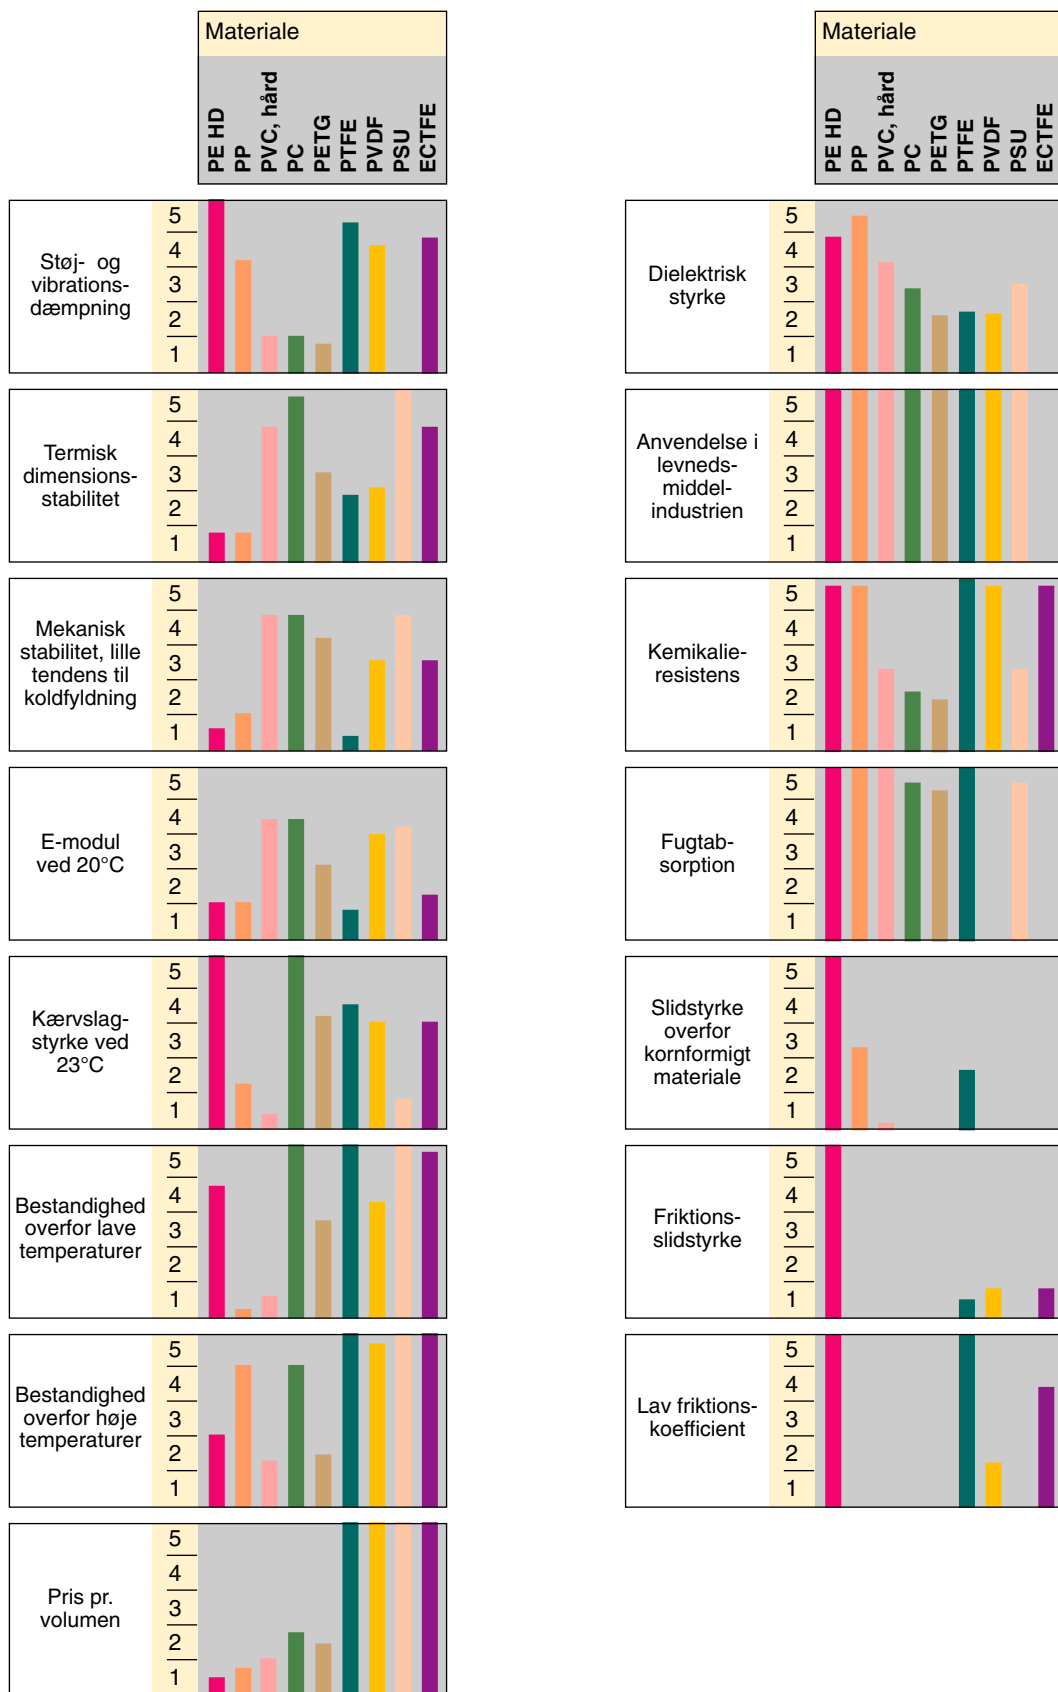 Materiale
PE HD
PP
PVC, hård
PC
PETG
PTFE
PVDF
PSU
ECTFE
Støj- og
vibrations-
dæmpning
5
4
3
2
1
Termisk
dimensions-
stabilitet
5
4
3
2
1
Mekanisk
stabilitet, lille
tendens til
koldfyldning
5
4
3
2
1
E-modul
ved 20°C
5
4
3
2
1
Kærvslag-
styrke ved
23°C
5
4
3
2
1
Bestandighed
overfor lave
temperaturer
5
4
3
2
1
Bestandighed
overfor høje
temperaturer
5
4
3
2
1
Pris pr.
volumen
5
4
3
2
1
Materiale
PE HD
PP
PVC, hård
PC
PETG
PTFE
PVDF
PSU
ECTFE
Dielektrisk
styrke
5
4
3
2
1
Anvendelse i
levneds-
middel-
industrien
5
4
3
2
1
Kemikalie-
resistens
5
4
3
2
1
Fugtab-
sorption
5
4
3
2
1
Slidstyrke
overfor
kornformigt
materiale
5
4
3
2
1
Friktions-
slidstyrke
5
4
3
2
1
Lav friktions-
koefficient
5
4
3
2
1